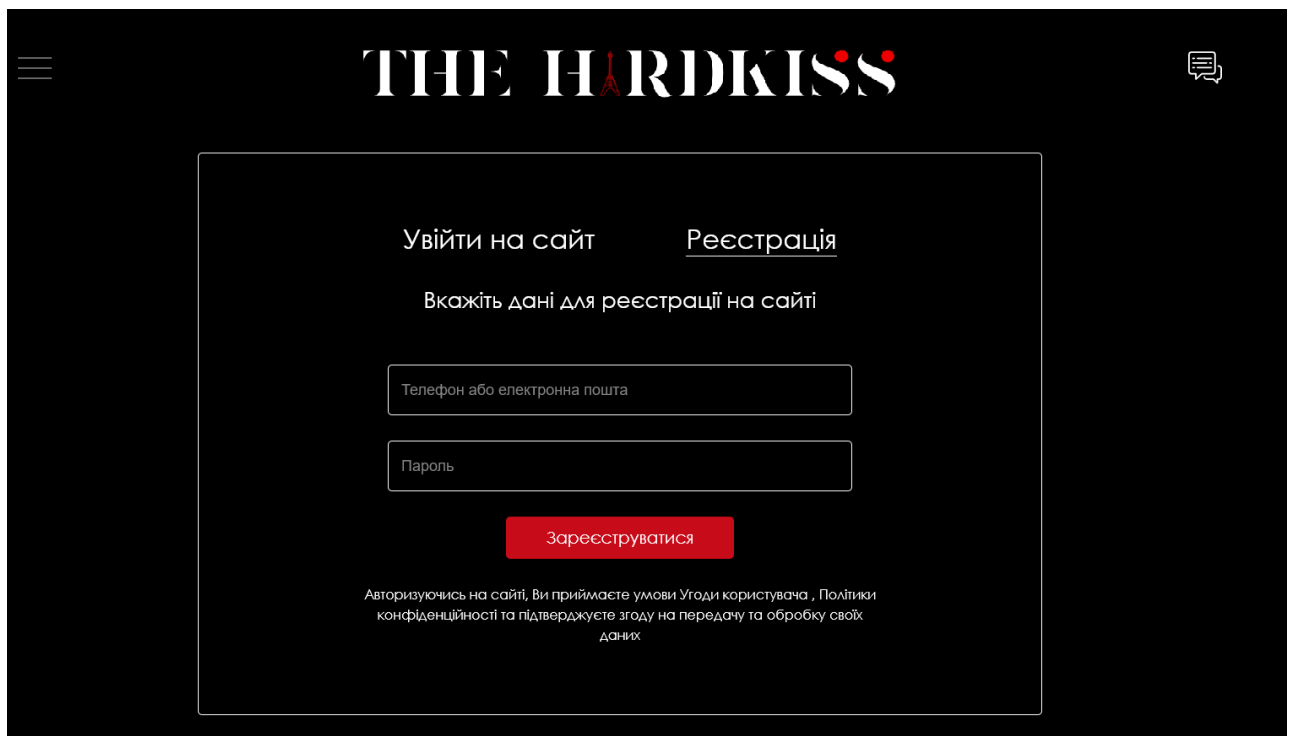 THE HARDKISS
Увійти на сайт Реєстрація
Вкажіть дані для реєстрації на сайті
Телефон або електронна пошта
Пароль
Зареєструватися
Авторизуючись на сайті, Ви приймаєте умови Угоди користувача , Політики
конфіденційності та підтверджуєте згоду на передачу та обробку своїх
даних